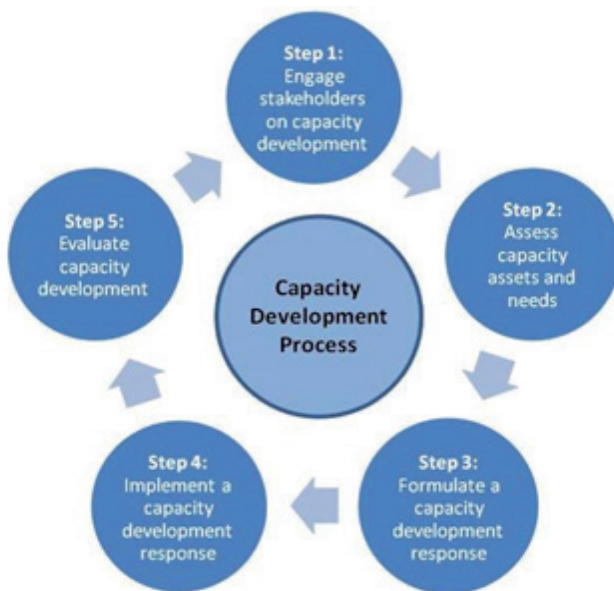 Step 1:
Engage
stakeholders
on capacity
development
Step 2:
Assess
capacity
assets and
needs
Step 3:
Formulate a
capacity
development
response
Step 4:
Implement a
capacity
development
response
Step 5:
Evaluate
capacity
development
Capacity
Development
Process